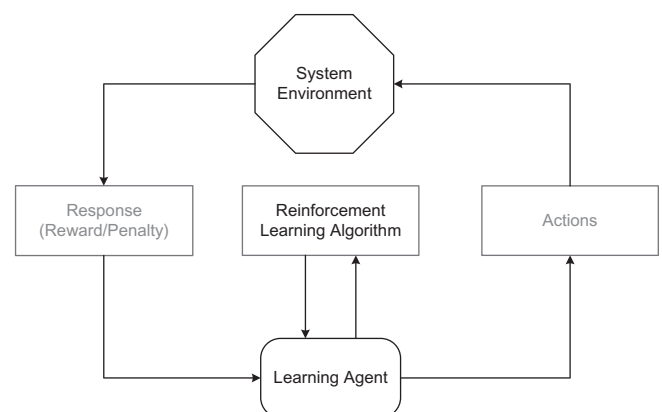 System
Environment
Response
(Reward/Penalty)
Reinforcement
Learning Algorithm
Actions
Learning Agent